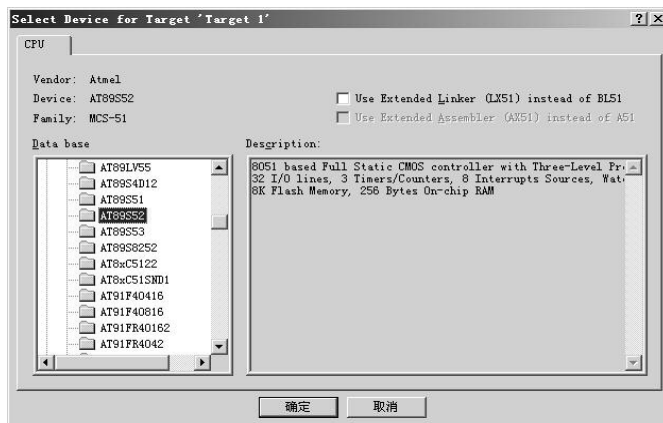 Select Device for Target 'Target 1'
CPU
Vendor: Atmel
Device: AT89S52
Family: MCS-51
Use Extended Linker (LX51) instead of BL51
Use Extended Assembler (AX51) instead of A51
Data base
Description:
AT89LV55
AT89S4D12
AT89S51
AT89S52
AT89S53
AT89S8252
AT8xC5122
AT8xC51SND1
AT91F40416
AT91F40816
AT91FR40162
AT91FR4042
8051 based Full Static CMOS controller with Three-Level Pr
32 I/O lines, 3 Timers/Counters, 8 Interrupts Sources, Wat
8K Flash Memory, 256 Bytes On-chip RAM
确定
取消